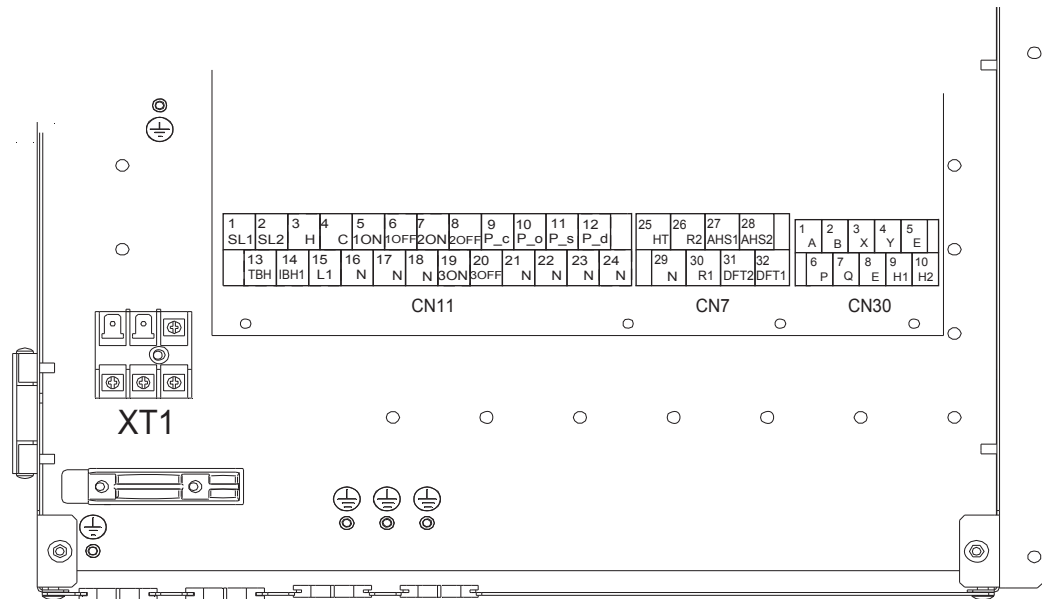 1 2 3 4 5 6 7 8 9 10 11 12
SL1 SL2 H C 1ON 1OFF 2ON 2OFF P_c P_o P_s P_d
13 14 15 16 17 18 19 20 21 22 23 24
TBH IBH1 L1 N N N 3ON 3OFF N N N N
CN11
25 26 27 28
HT R2 AHS1 AHS2
29 30 31 32
N R1 DFT2 DFT1
CN7
1 2 3 4 5
A B X Y E
6 7 8 9 10
P Q E H1 H2
CN30
XT1